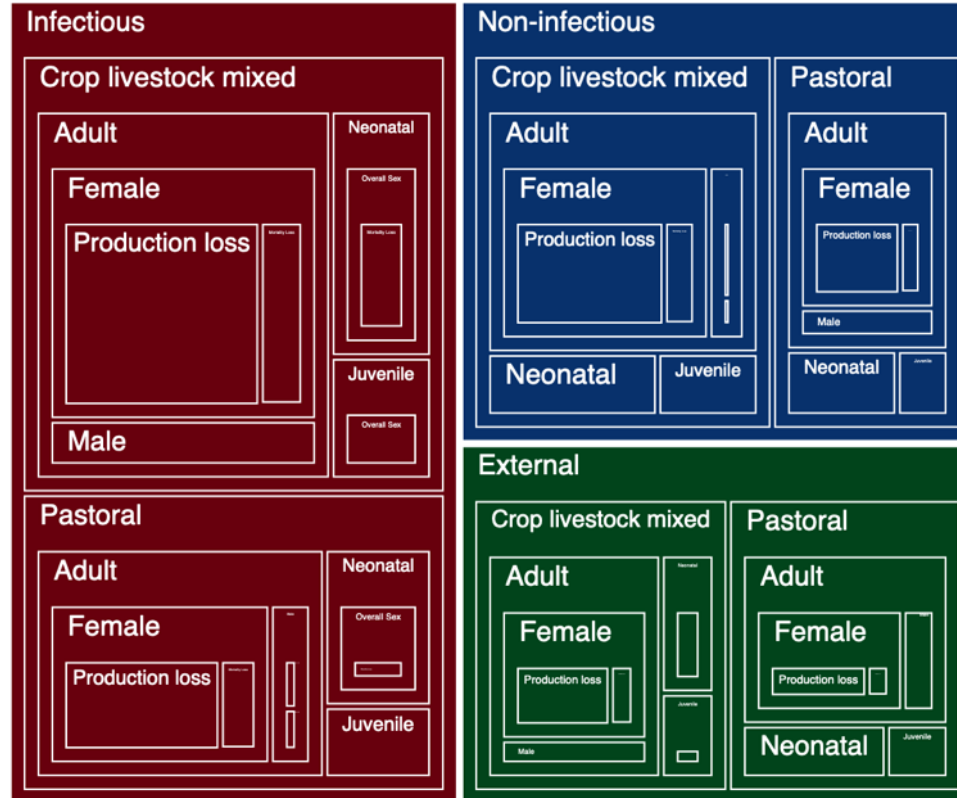 Infectious
Crop livestock mixed
Adult
Female
Production loss
Mortality Loss
Male
Neonatal
Overall Sex
Mortality Loss
Juvenile
Overall Sex
Pastoral
Adult
Female
Production loss
Mortality Loss
Neonatal
Overall Sex
Juvenile
Non-infectious
Crop livestock mixed
Adult
Female
Production loss
Neonatal
Juvenile
Pastoral
Adult
Female
Production loss
Male
Neonatal
Juvenile
External
Crop livestock mixed
Adult
Female
Production loss
Male
Neonatal
Juvenile
Pastoral
Adult
Female
Production loss
Neonatal
Juvenile